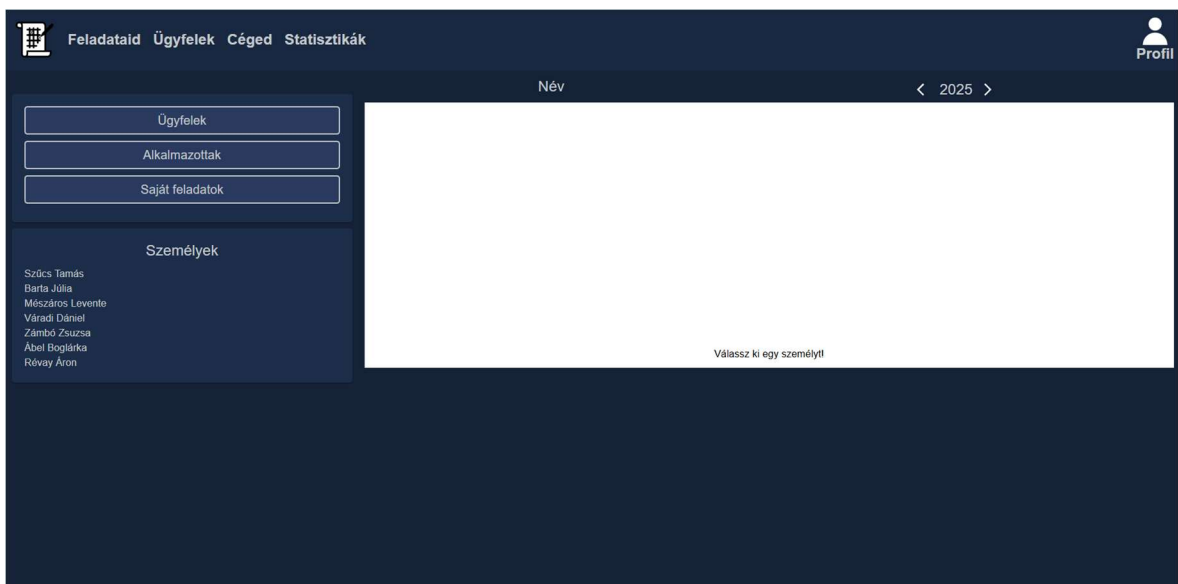 Feladataid Ügyfelek Céged Statisztikák
Profil
Név
2025
Ügyfelek
Alkalmazottak
Saját feladatok
Személyek
Szűcs Tamás
Barta Júlia
Mészáros Levente
Váradi Dániel
Zámbó Zsuzsa
Ábel Boglárka
Révay Áron
Válassz ki egy személyt!